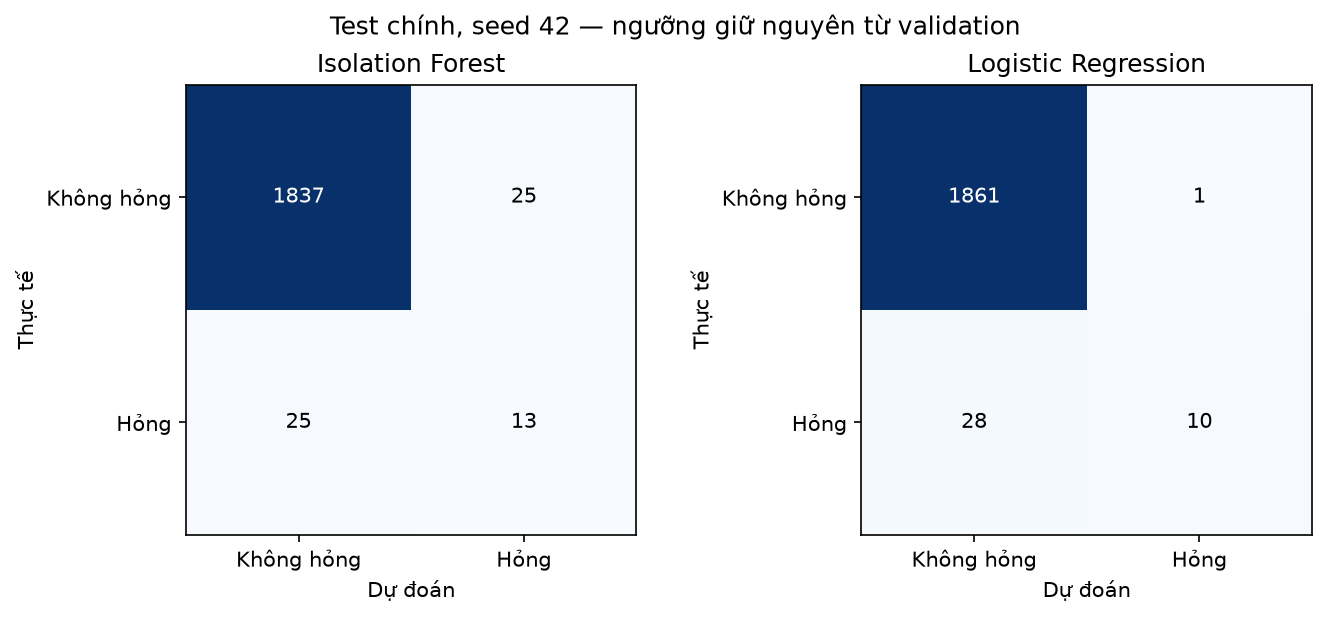 Test chính, seed 42 — ngưỡng giữ nguyên từ validation
Isolation Forest
Thực tế
Không hỏng
1837
25
Hỏng
25
13
Không hỏng
Hỏng
Dự đoán
Logistic Regression
Thực tế
Không hỏng
1861
1
Hỏng
28
10
Không hỏng
Hỏng
Dự đoán